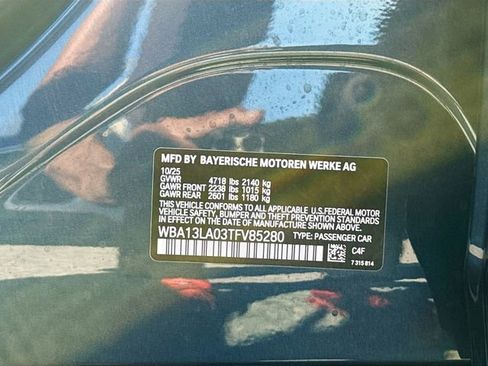 MFD BY BAYERISCHE MOTOREN WERKE AG
10/25
GVWR 4718 lbs 2140 kg
GAWR FRONT 2238 lbs 1015 kg
GAWR REAR 2601 lbs 1180 kg
THIS VEHICLE CONFORMS TO ALL APPLICABLE U.S.FEDERAL MOTOR
VEHICLE SAFETY, BUMPER AND THEFT PREVENTION STANDARDS
IN EFFECT ON THE DATE OF MANUFACTURE SHOWN ABOVE.
WBA13LA03TFV85280 TYPE: PASSENGER CAR
C4F
7 315 814